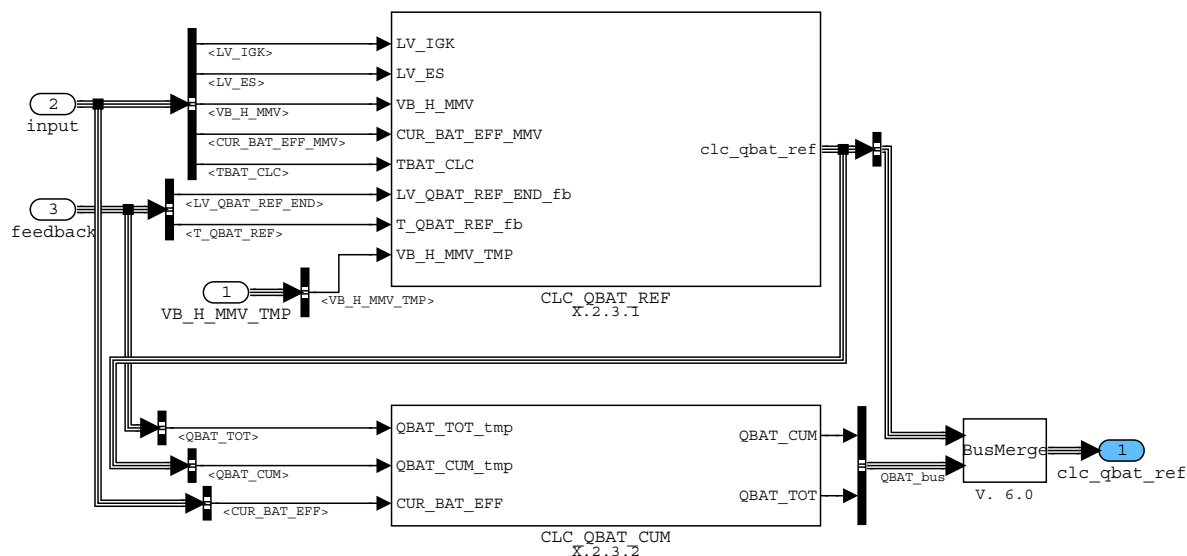 LV_IGK
<LV_IGK>
LV_ES
<LV_ES>
2
input
VB_H_MMV
<VB_H_MMV>
CUR_BAT_EFF_MMV
<CUR_BAT_EFF_MMV>
clc_qbat_ref
TBAT_CLC
<TBAT_CLC>
LV_QBAT_REF_END_fb
<LV_QBAT_REF_END>
3
feedback
T_QBAT_REF_fb
<T_QBAT_REF>
VB_H_MMV_TMP
1
VB_H_MMV_TMP
<VB_H_MMV_TMP>
CLC_QBAT_REF
X.2.3.1
QBAT_TOT_tmp
<QBAT_TOT>
QBAT_CUM
QBAT_CUM_tmp
<QBAT_CUM>
QBAT_TOT
CUR_BAT_EFF
<CUR_BAT_EFF>
QBAT_bus
BusMerge
V. 6.0
1
clc_qbat_ref
CLC_QBAT_CUM
X.2.3.2